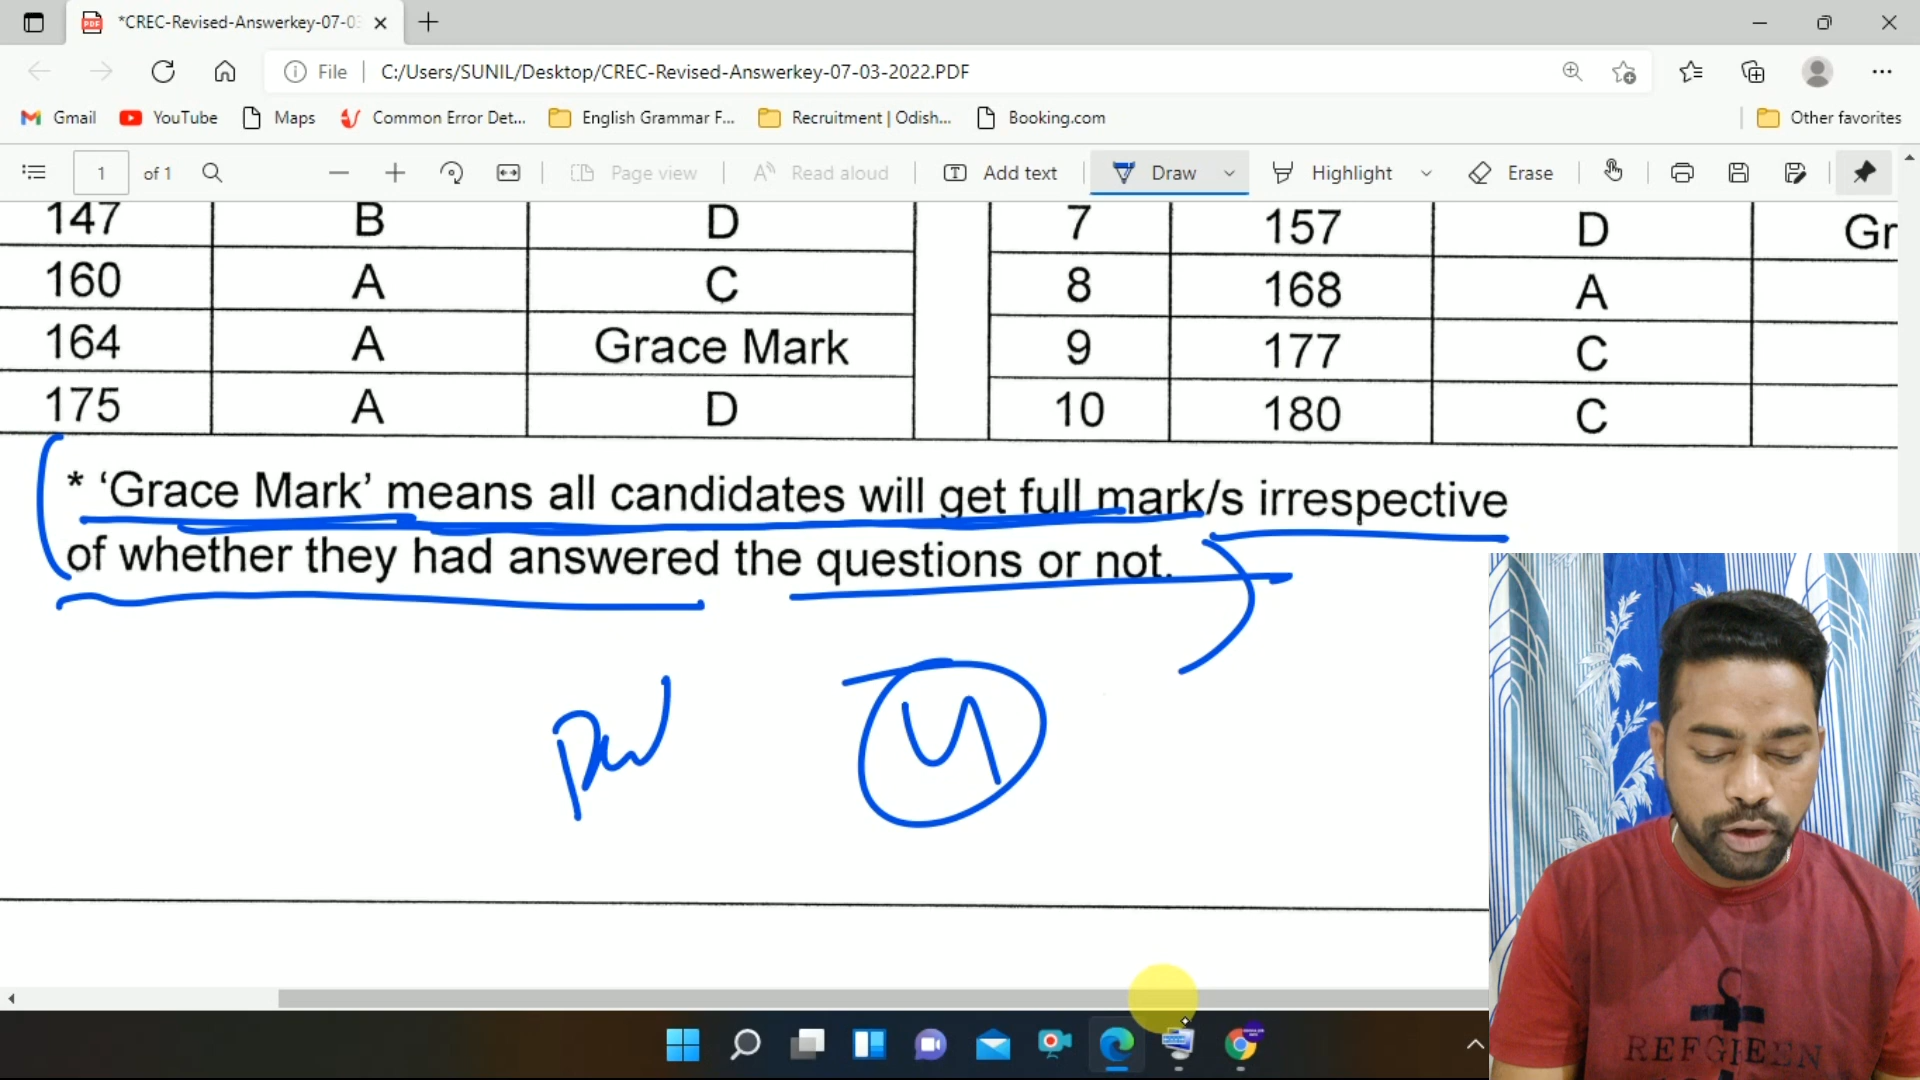 *CREC-Revised-Answerkey-07-03
File C:/Users/SUNIL/Desktop/CREC-Revised-Answerkey-07-03-2022.PDF
Gmail YouTube Maps Common Error Det... English Grammar F... Recruitment | Odish... Booking.com Other favorites
1 of 1 Page view Read aloud Add text Draw Highlight Erase
147 B D 7 157 D Gr
160 A C 8 168 A
164 A Grace Mark 9 177 C
175 A D 10 180 C
* ‘Grace Mark’ means all candidates will get full mark/s irrespective
of whether they had answered the questions or not.